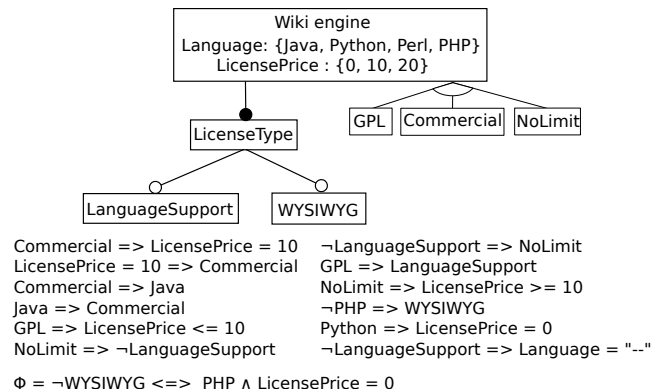 Wiki engine
Language: {Java, Python, Perl, PHP}
LicensePrice : {0, 10, 20}
LicenseType
GPL
Commercial
NoLimit
LanguageSupport
WYSIWYG
Commercial => LicensePrice = 10
¬LanguageSupport => NoLimit
LicensePrice = 10 => Commercial
GPL => LanguageSupport
Commercial => Java
NoLimit => LicensePrice >= 10
Java => Commercial
¬PHP => WYSIWYG
GPL => LicensePrice <= 10
Python => LicensePrice = 0
NoLimit => ¬LanguageSupport
¬LanguageSupport => Language = "--"
Φ = ¬WYSIWYG <=> PHP ∧ LicensePrice = 0